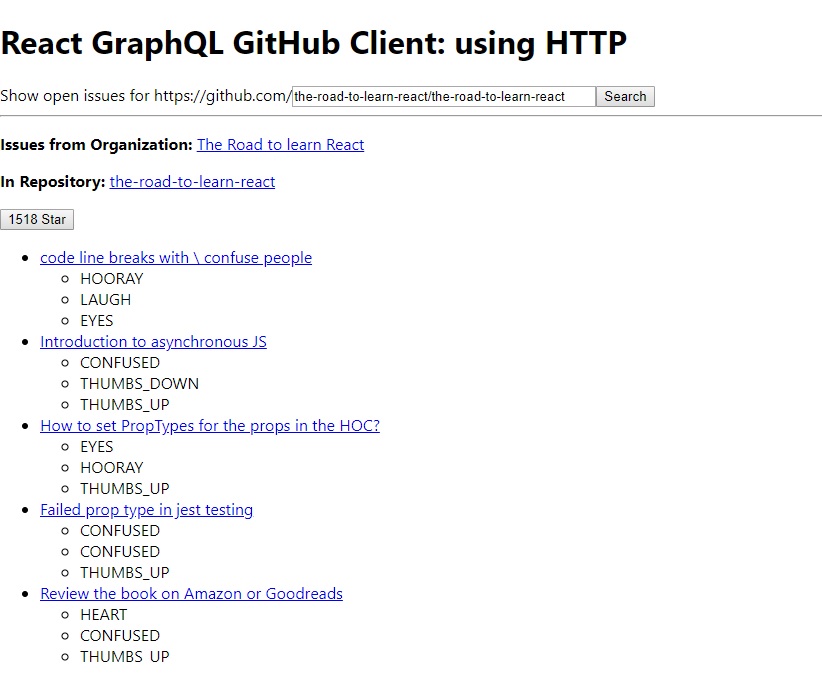 React GraphQL GitHub Client: using HTTP
Show open issues for https://github.com/the-road-to-learn-react/the-road-to-learn-react Search
Issues from Organization: The Road to learn React
In Repository: the-road-to-learn-react
1518 Star
code line breaks with \ confuse people
HOORAY
LAUGH
EYES
Introduction to asynchronous JS
CONFUSED
THUMBS_DOWN
THUMBS_UP
How to set PropTypes for the props in the HOC?
EYES
HOORAY
THUMBS_UP
Failed prop type in jest testing
CONFUSED
CONFUSED
THUMBS_UP
Review the book on Amazon or Goodreads
HEART
CONFUSED
THUMBS_UP